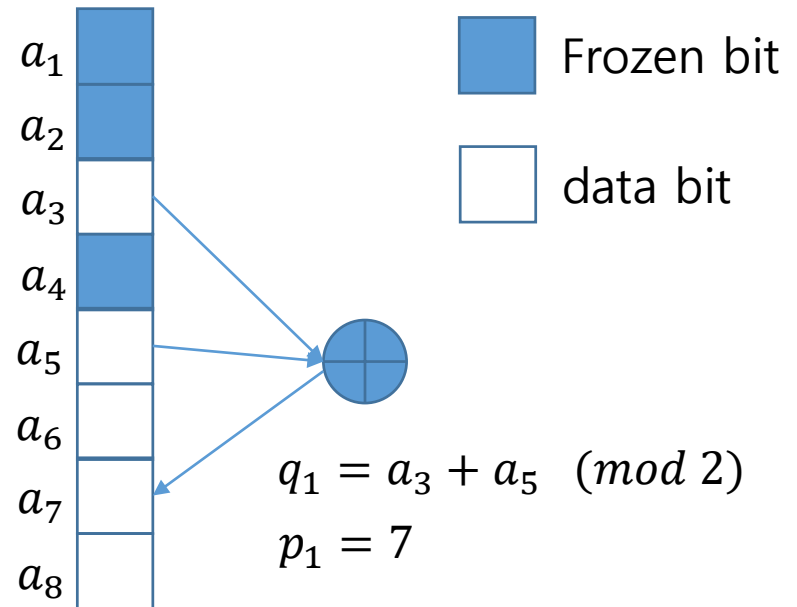 a₁
a₂
a₃
a₄
a₅
a₆
a₇
a₈
Frozen bit
data bit
q₁ = a₃ + a₅ (mod 2)
p₁ = 7